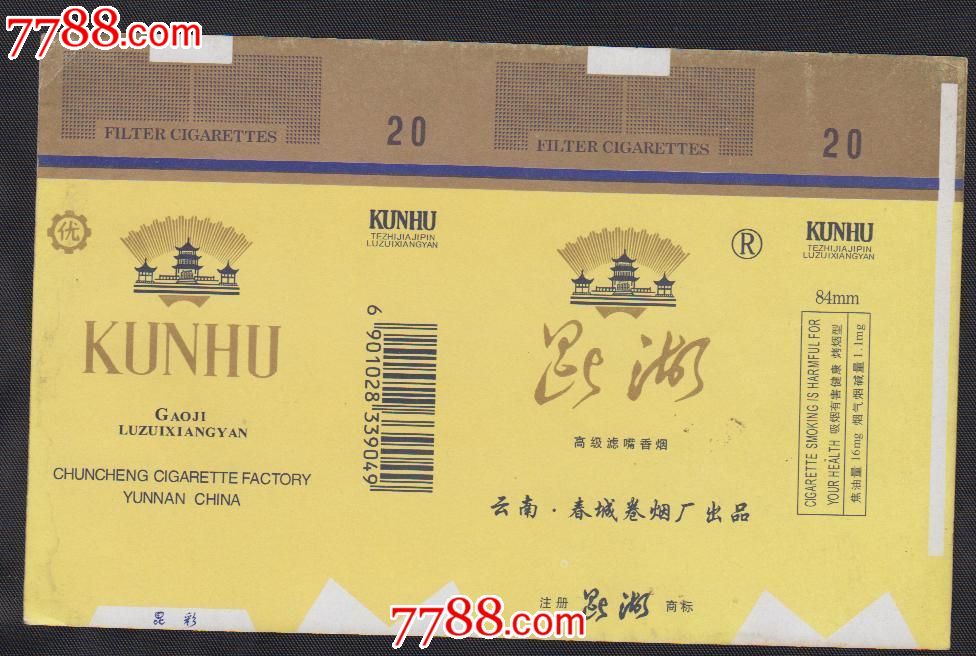 7788.com
7788.com
FILTER CIGARETTES
20
FILTER CIGARETTES
20
优
KUNHU
GAOJI
LUZUIXIANGYAN
CHUNCHENG CIGARETTE FACTORY
YUNNAN CHINA
昆彩
KUNHU
TEZHIJIAJIPIN
LUZUIXIANGYAN
6 901028 339049
®
昆湖
高级滤嘴香烟
云南·春城卷烟厂出品
注册 昆湖 商标
KUNHU
TEZHIJIAJIPIN
LUZUIXIANGYAN
84mm
CIGARETTE SMOKING IS HARMFUL FOR
YOUR HEALTH 吸烟有害健康 烤烟型
焦油量 16mg 烟气烟碱量 1.1mg
7788.com